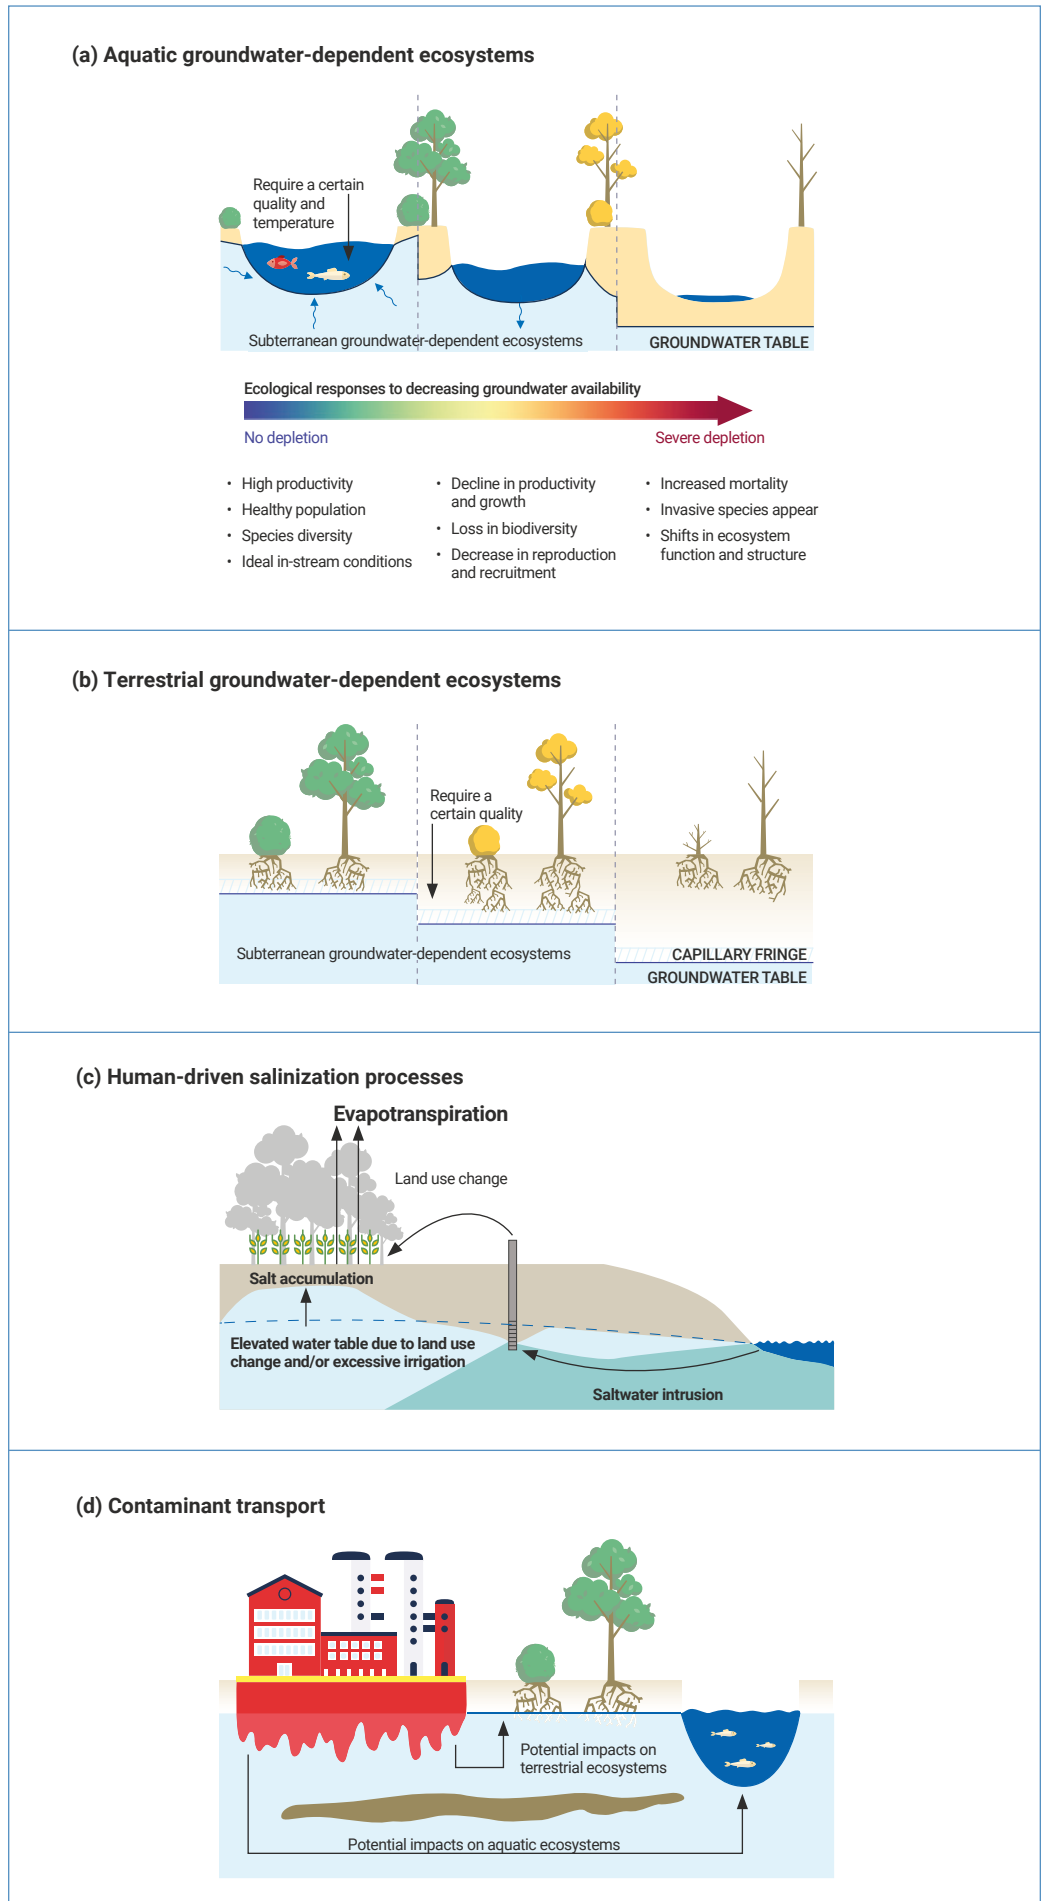 (a) Aquatic groundwater-dependent ecosystems
Require a certain
quality and
temperature
Subterranean groundwater-dependent ecosystems
GROUNDWATER TABLE
Ecological responses to decreasing groundwater availability
No depletion
Severe depletion
• High productivity
• Healthy population
• Species diversity
• Ideal in-stream conditions
• Decline in productivity
and growth
• Loss in biodiversity
• Decrease in reproduction
and recruitment
• Increased mortality
• Invasive species appear
• Shifts in ecosystem
function and structure
(b) Terrestrial groundwater-dependent ecosystems
Require a
certain quality
Subterranean groundwater-dependent ecosystems
CAPILLARY FRINGE
GROUNDWATER TABLE
(c) Human-driven salinization processes
Evapotranspiration
Land use change
Salt accumulation
Elevated water table due to land use
change and/or excessive irrigation
Saltwater intrusion
(d) Contaminant transport
Potential impacts on
terrestrial ecosystems
Potential impacts on aquatic ecosystems